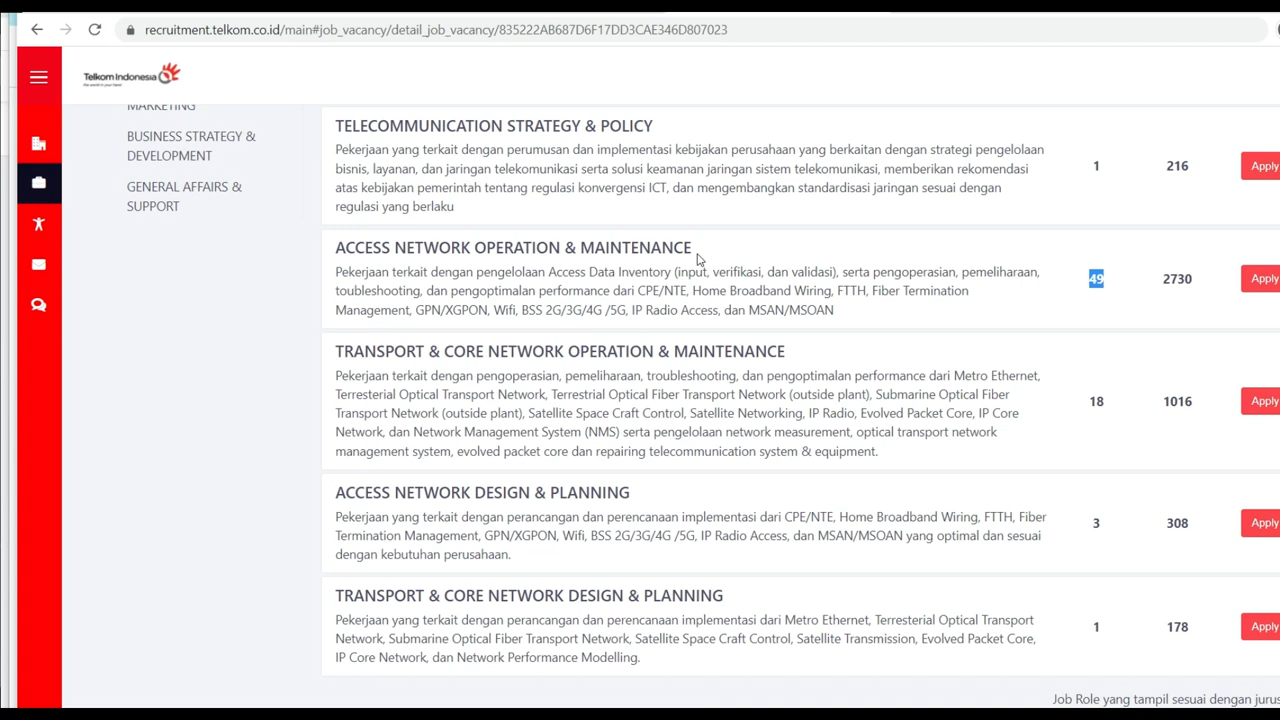 recruitment.telkom.co.id/main#job_vacancy/detail_job_vacancy/835222AB687D6F17DD3CAE346D807023
Telkom Indonesia
the world in your hand
MARKETING
BUSINESS STRATEGY &
DEVELOPMENT
GENERAL AFFAIRS &
SUPPORT
TELECOMMUNICATION STRATEGY & POLICY
Pekerjaan yang terkait dengan perumusan dan implementasi kebijakan perusahaan yang berkaitan dengan strategi pengelolaan
bisnis, layanan, dan jaringan telekomunikasi serta solusi keamanan jaringan sistem telekomunikasi, memberikan rekomendasi
atas kebijakan pemerintah tentang regulasi konvergensi ICT, dan mengembangkan standardisasi jaringan sesuai dengan
regulasi yang berlaku
1 216 Apply
ACCESS NETWORK OPERATION & MAINTENANCE
Pekerjaan terkait dengan pengelolaan Access Data Inventory (input, verifikasi, dan validasi), serta pengoperasian, pemeliharaan,
toubleshooting, dan pengoptimalan performance dari CPE/NTE, Home Broadband Wiring, FTTH, Fiber Termination
Management, GPN/XGPON, Wifi, BSS 2G/3G/4G /5G, IP Radio Access, dan MSAN/MSOAN
49 2730 Apply
TRANSPORT & CORE NETWORK OPERATION & MAINTENANCE
Pekerjaan terkait dengan pengoperasian, pemeliharaan, troubleshooting, dan pengoptimalan performance dari Metro Ethernet,
Terresterial Optical Transport Network, Terrestrial Optical Fiber Transport Network (outside plant), Submarine Optical Fiber
Transport Network (outside plant), Satellite Space Craft Control, Satellite Networking, IP Radio, Evolved Packet Core, IP Core
Network, dan Network Management System (NMS) serta pengelolaan network measurement, optical transport network
management system, evolved packet core dan repairing telecommunication system & equipment.
18 1016 Apply
ACCESS NETWORK DESIGN & PLANNING
Pekerjaan yang terkait dengan perancangan dan perencanaan implementasi dari CPE/NTE, Home Broadband Wiring, FTTH, Fiber
Termination Management, GPN/XGPON, Wifi, BSS 2G/3G/4G /5G, IP Radio Access, dan MSAN/MSOAN yang optimal dan sesuai
dengan kebutuhan perusahaan.
3 308 Apply
TRANSPORT & CORE NETWORK DESIGN & PLANNING
Pekerjaan yang terkait dengan perancangan dan perencanaan implementasi dari Metro Ethernet, Terresterial Optical Transport
Network, Submarine Optical Fiber Transport Network, Satellite Space Craft Control, Satellite Transmission, Evolved Packet Core,
IP Core Network, dan Network Performance Modelling.
1 178 Apply
Job Role yang tampil sesuai dengan jurus